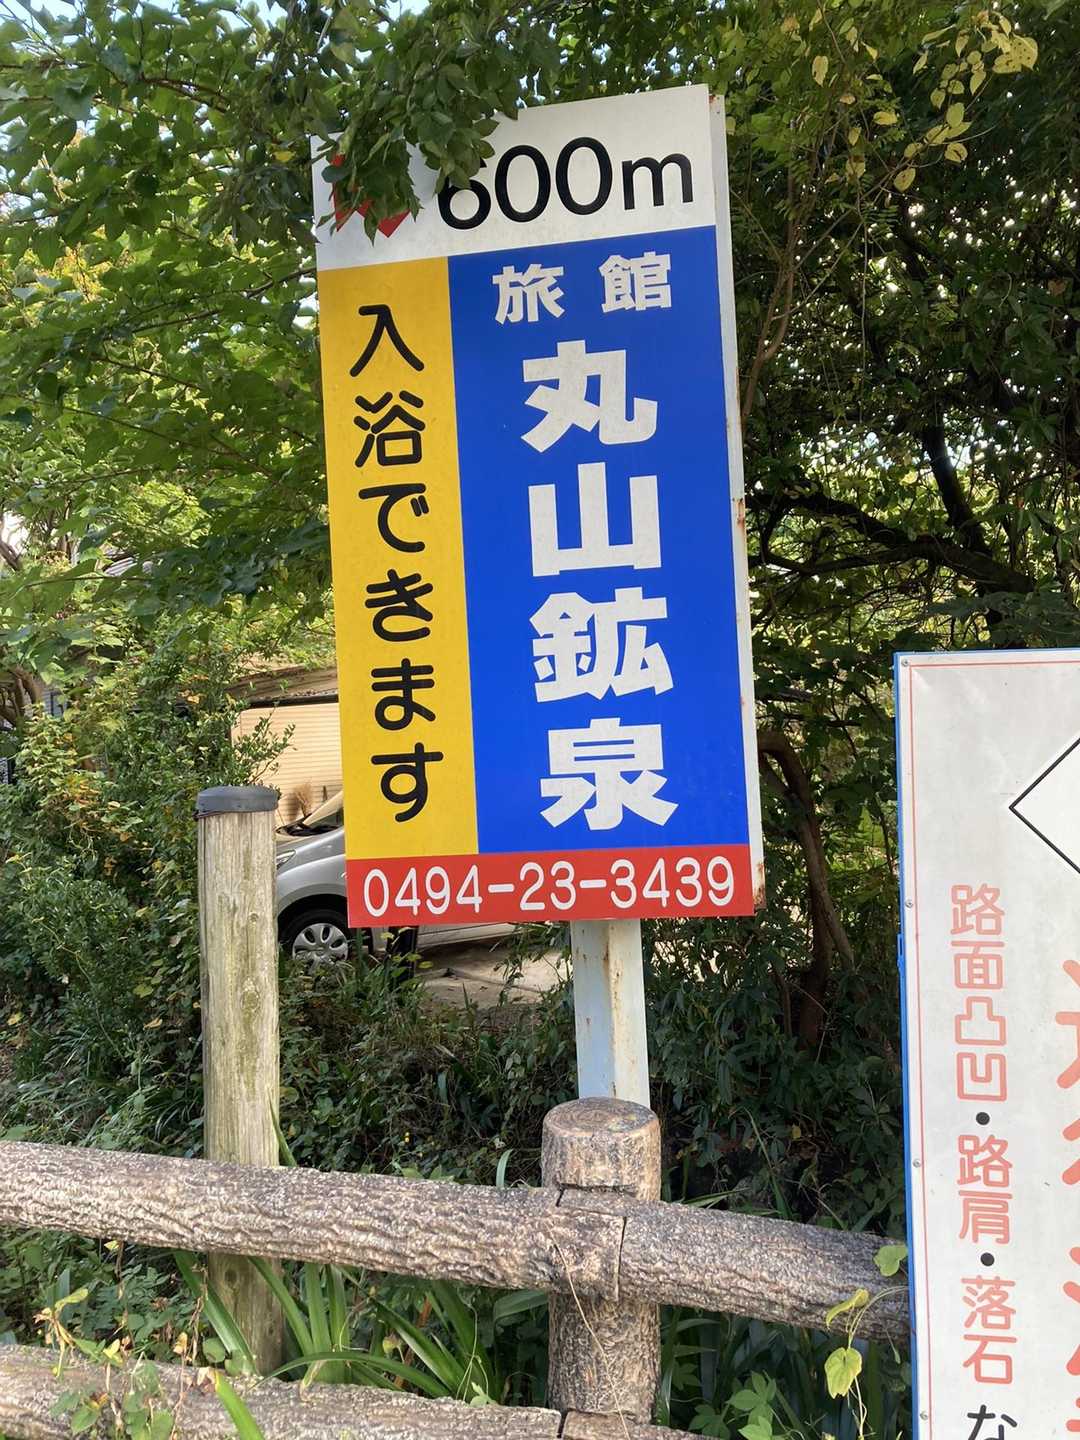 600m
旅館
丸山鉱泉
入浴できます
0494-23-3439
路面凸凹・路肩・落石 な